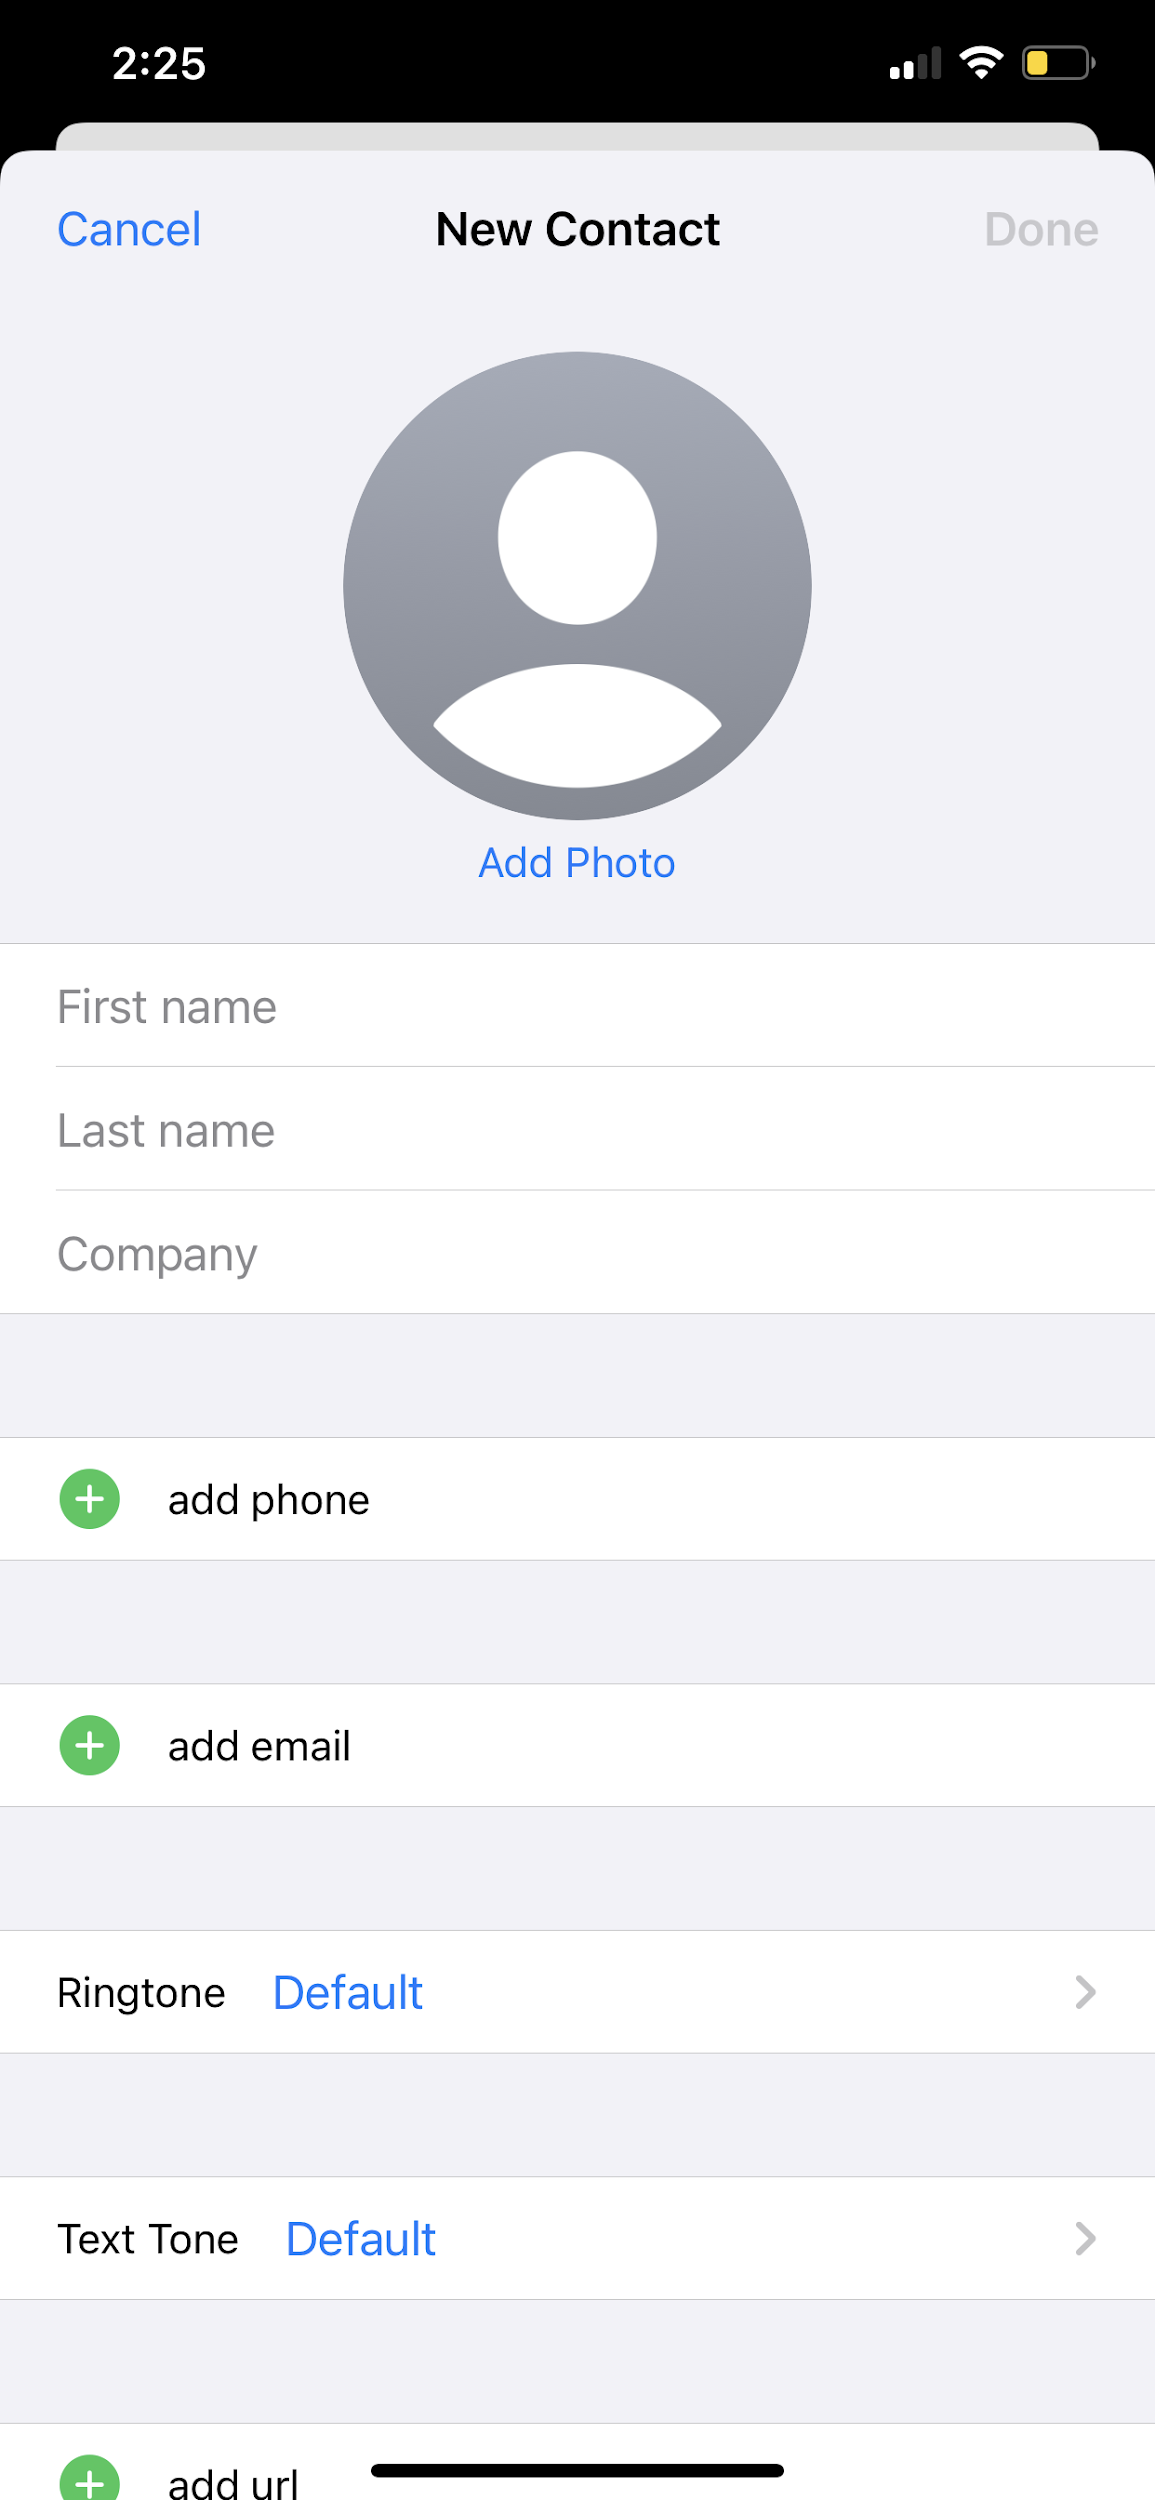 2:25
Cancel New Contact Done
Add Photo
First name
Last name
Company
add phone
add email
Ringtone Default
Text Tone Default
add url